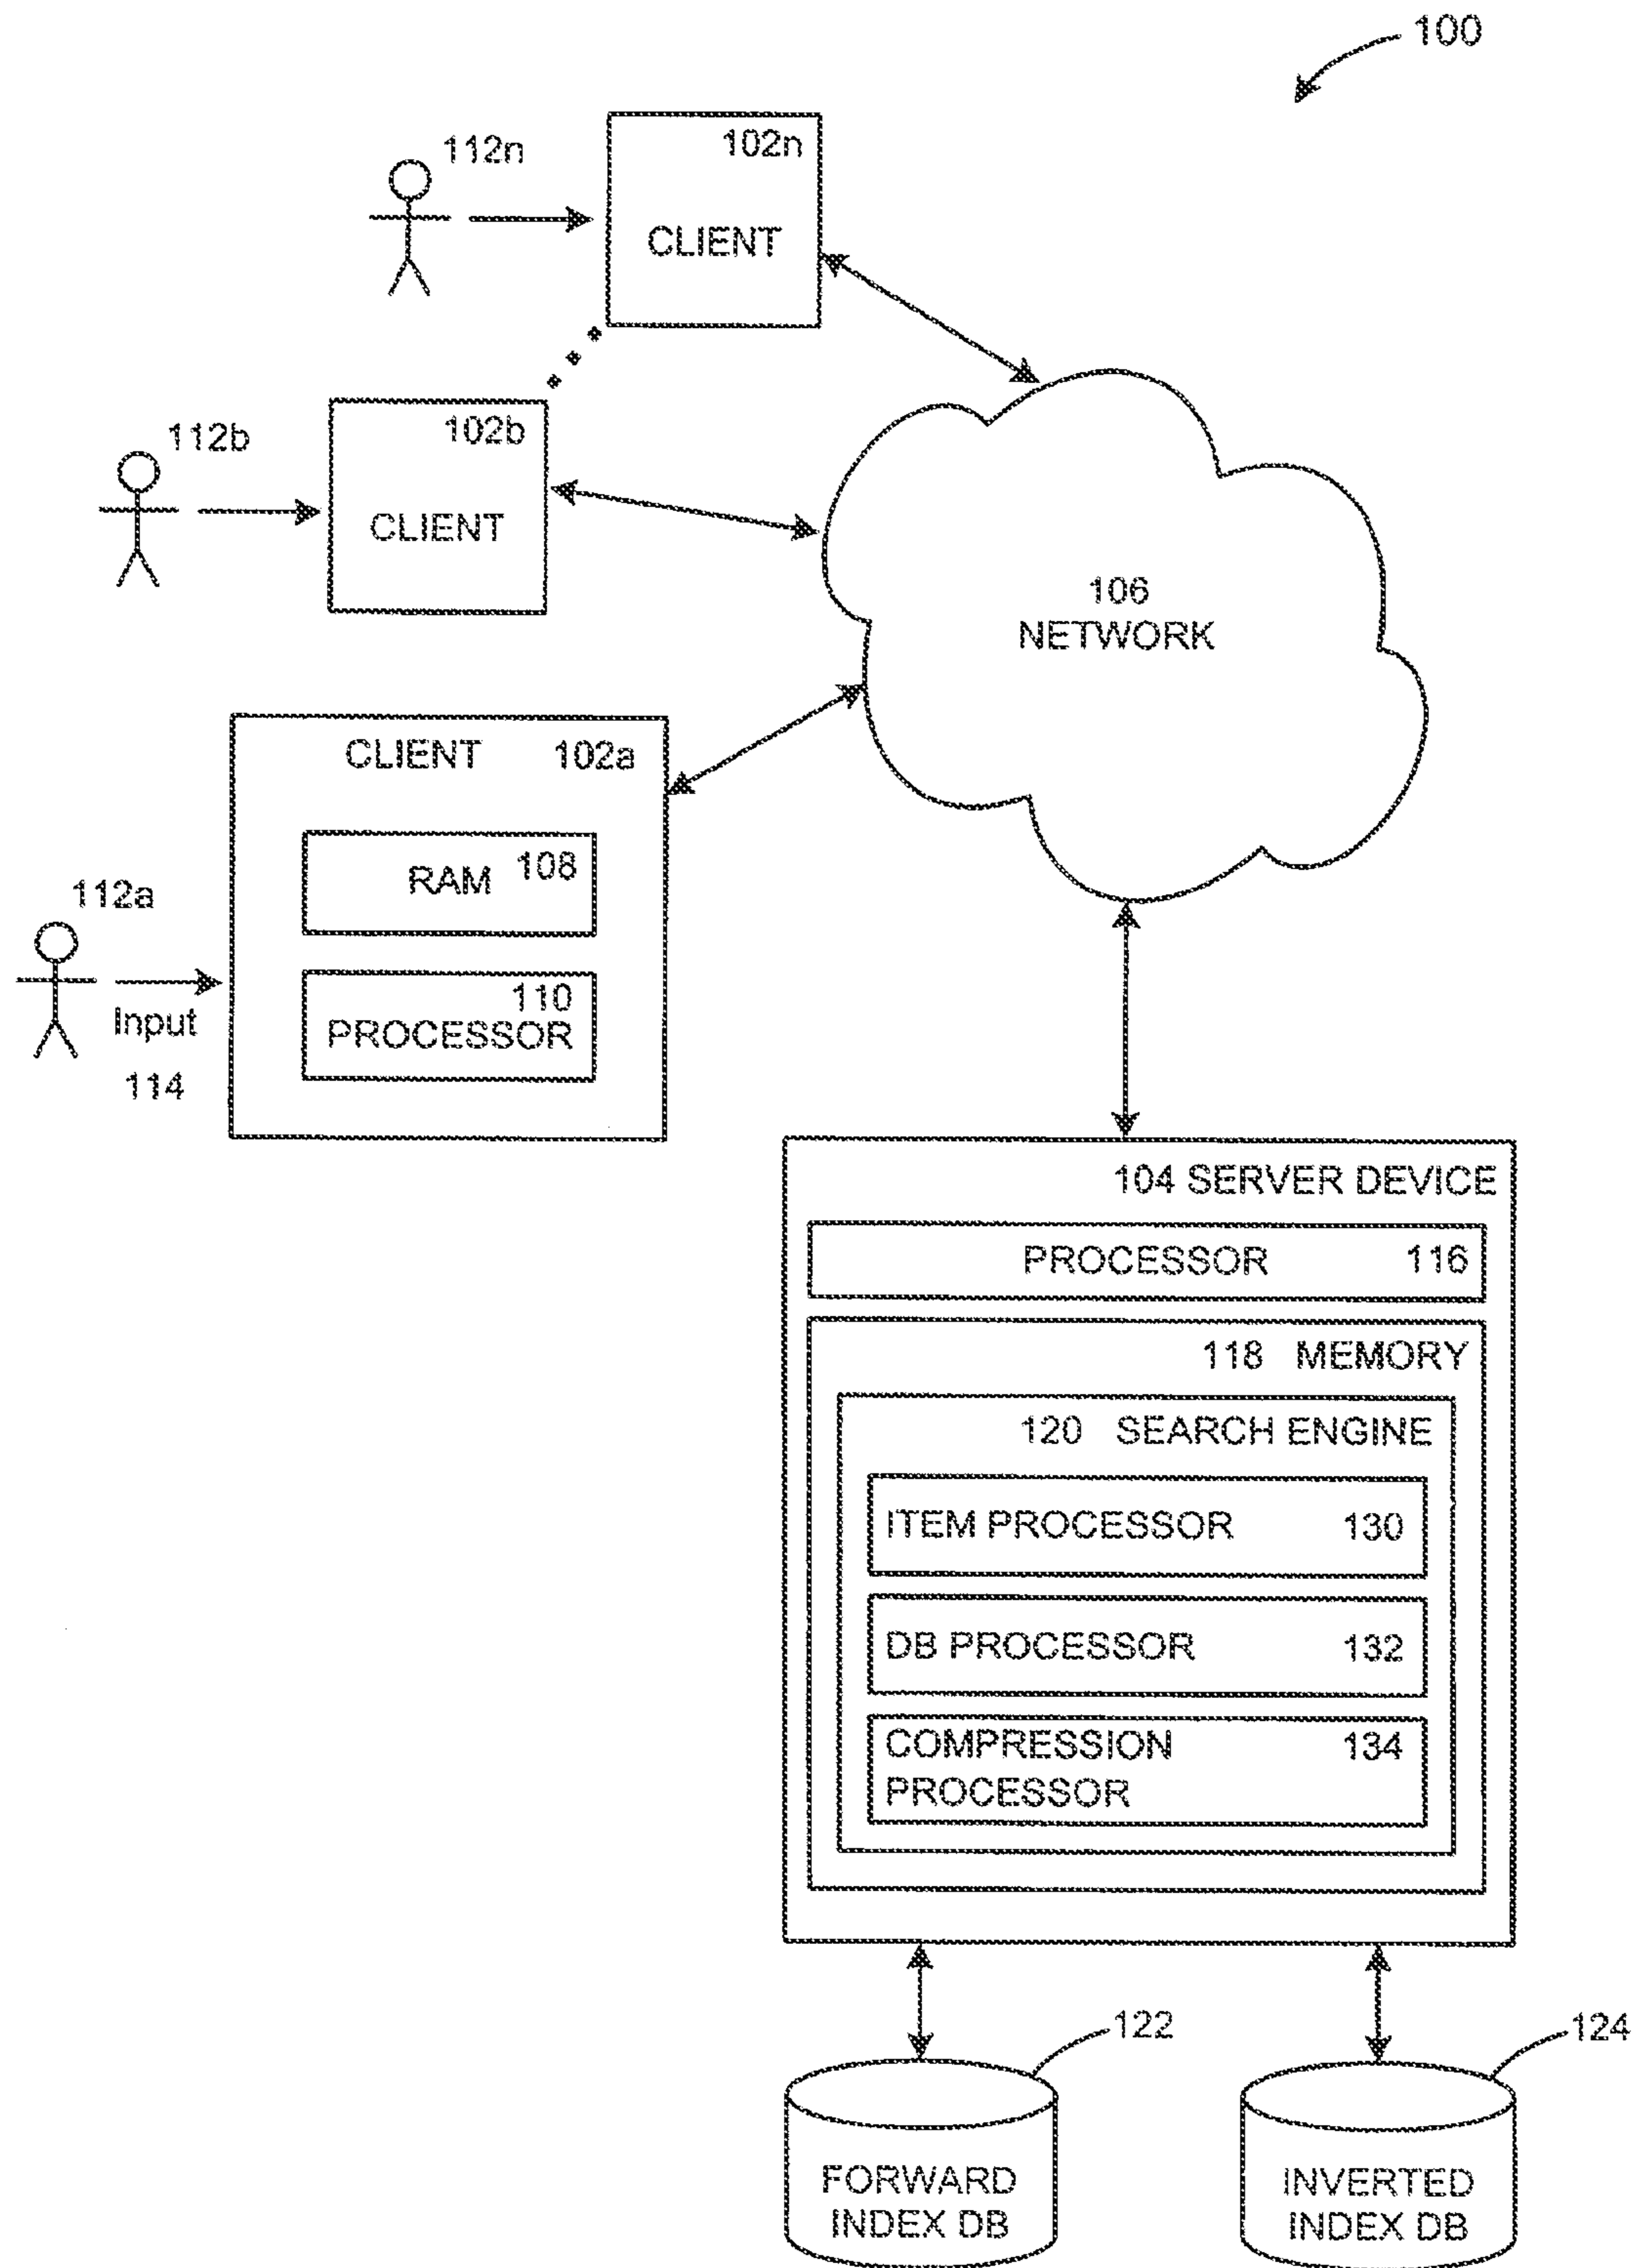 100
112n
102n
CLIENT
112b
102b
CLIENT
106
NETWORK
CLIENT 102a
RAM 108
112a
110
PROCESSOR
Input
114
104 SERVER DEVICE
PROCESSOR 116
118 MEMORY
120 SEARCH ENGINE
ITEM PROCESSOR 130
DB PROCESSOR 132
COMPRESSION 134
PROCESSOR
122
124
FORWARD
INDEX DB
INVERTED
INDEX DB